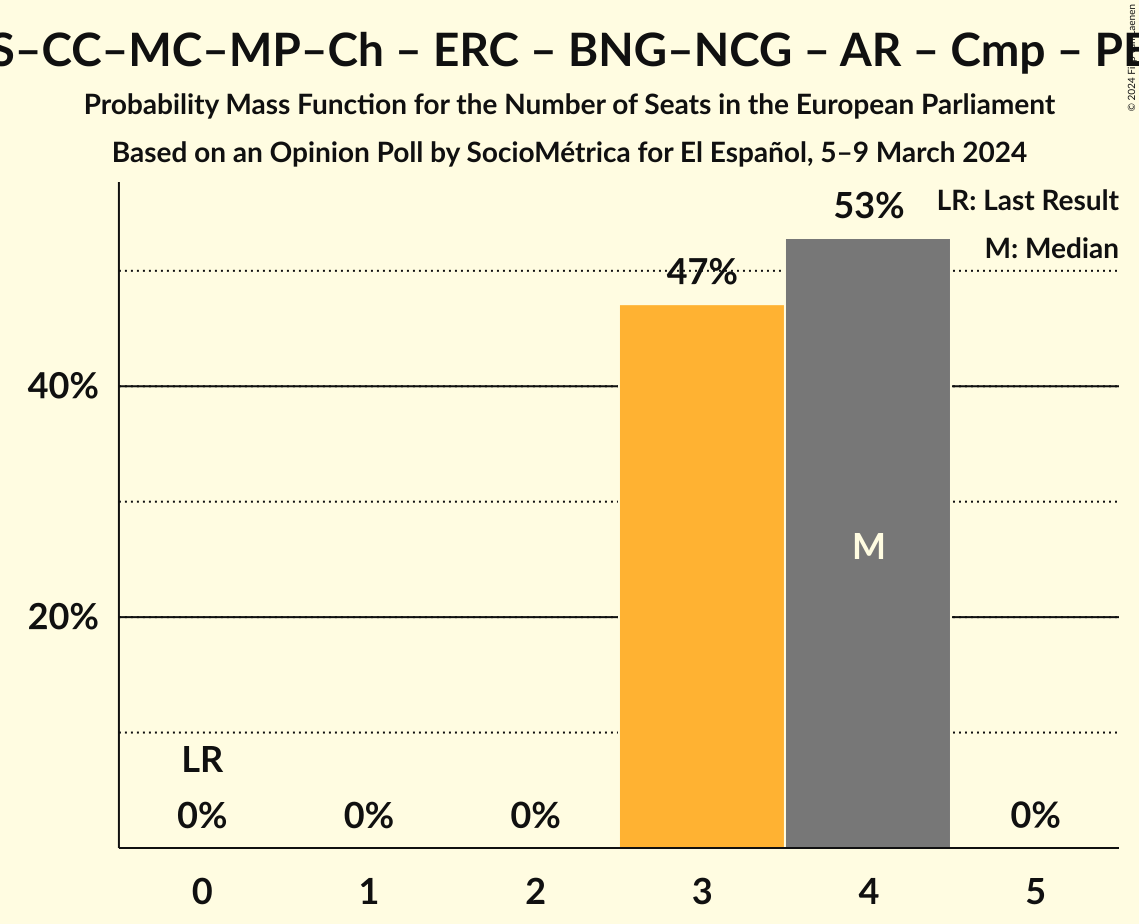 S–CC–MC–MP–Ch – ERC – BNG–NCG – AR – Cmp – PE
Probability Mass Function for the Number of Seats in the European Parliament
Based on an Opinion Poll by SocioMétrica for El Español, 5–9 March 2024
LR: Last Result
M: Median
53%
47%
40%
M
20%
LR
0%
0%
0%
0%
0 1 2 3 4 5
© 2024